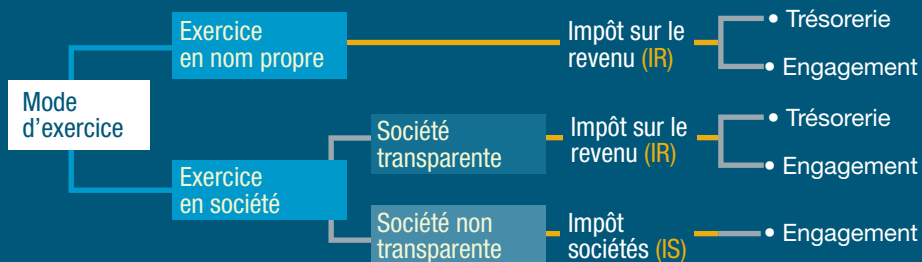 Mode
d'exercice
Exercice
en nom propre
Impôt sur le
revenu (IR)
• Trésorerie
• Engagement
Exercice
en société
Société
transparente
Impôt sur le
revenu (IR)
• Trésorerie
• Engagement
Société non
transparente
Impôt
sociétés (IS)
• Engagement